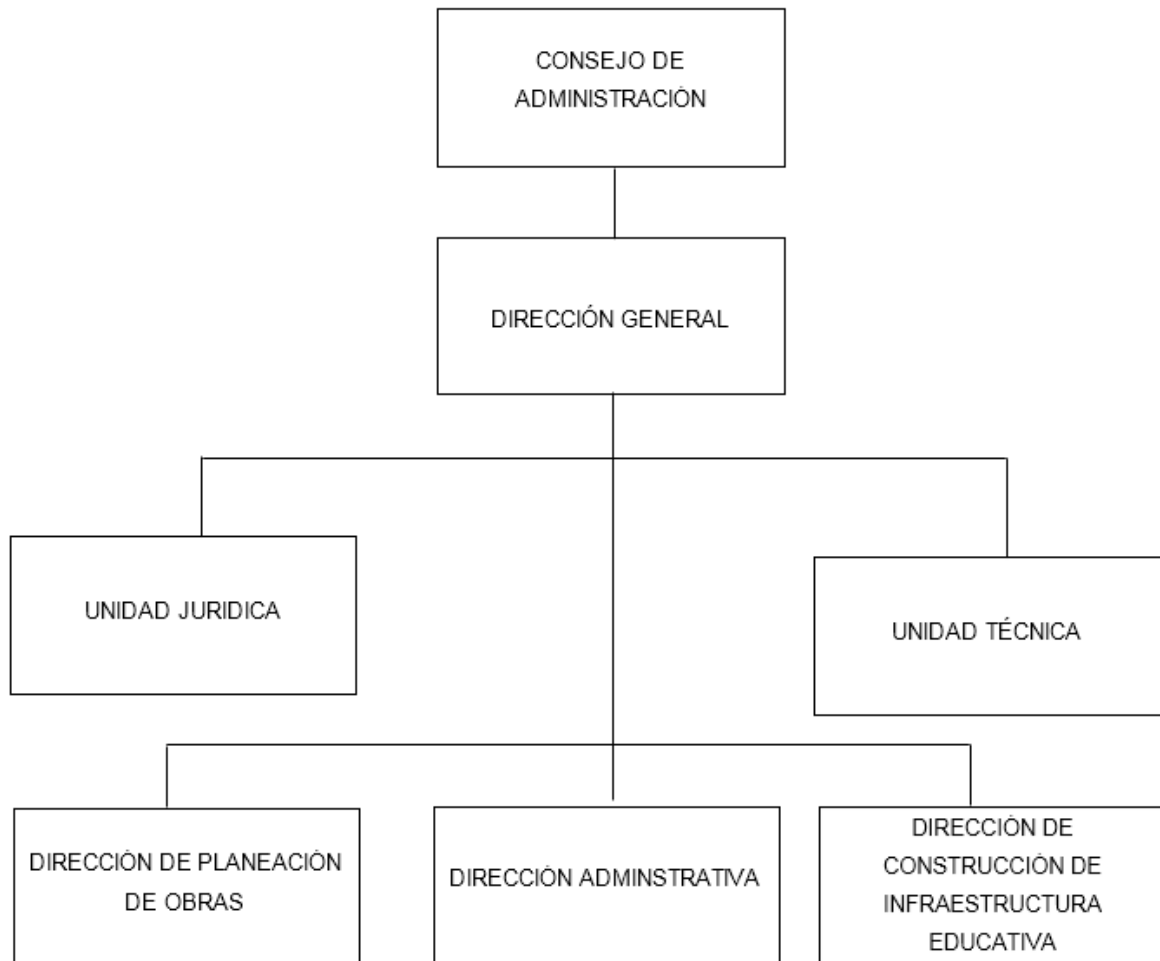 CONSEJO DE
ADMINISTRACIÓN
DIRECCIÓN GENERAL
UNIDAD JURIDICA
UNIDAD TÉCNICA
DIRECCIÓN DE PLANEACIÓN
DE OBRAS
DIRECCIÓN ADMINSTRATIVA
DIRECCIÓN DE
CONSTRUCCIÓN DE
INFRAESTRUCTURA
EDUCATIVA